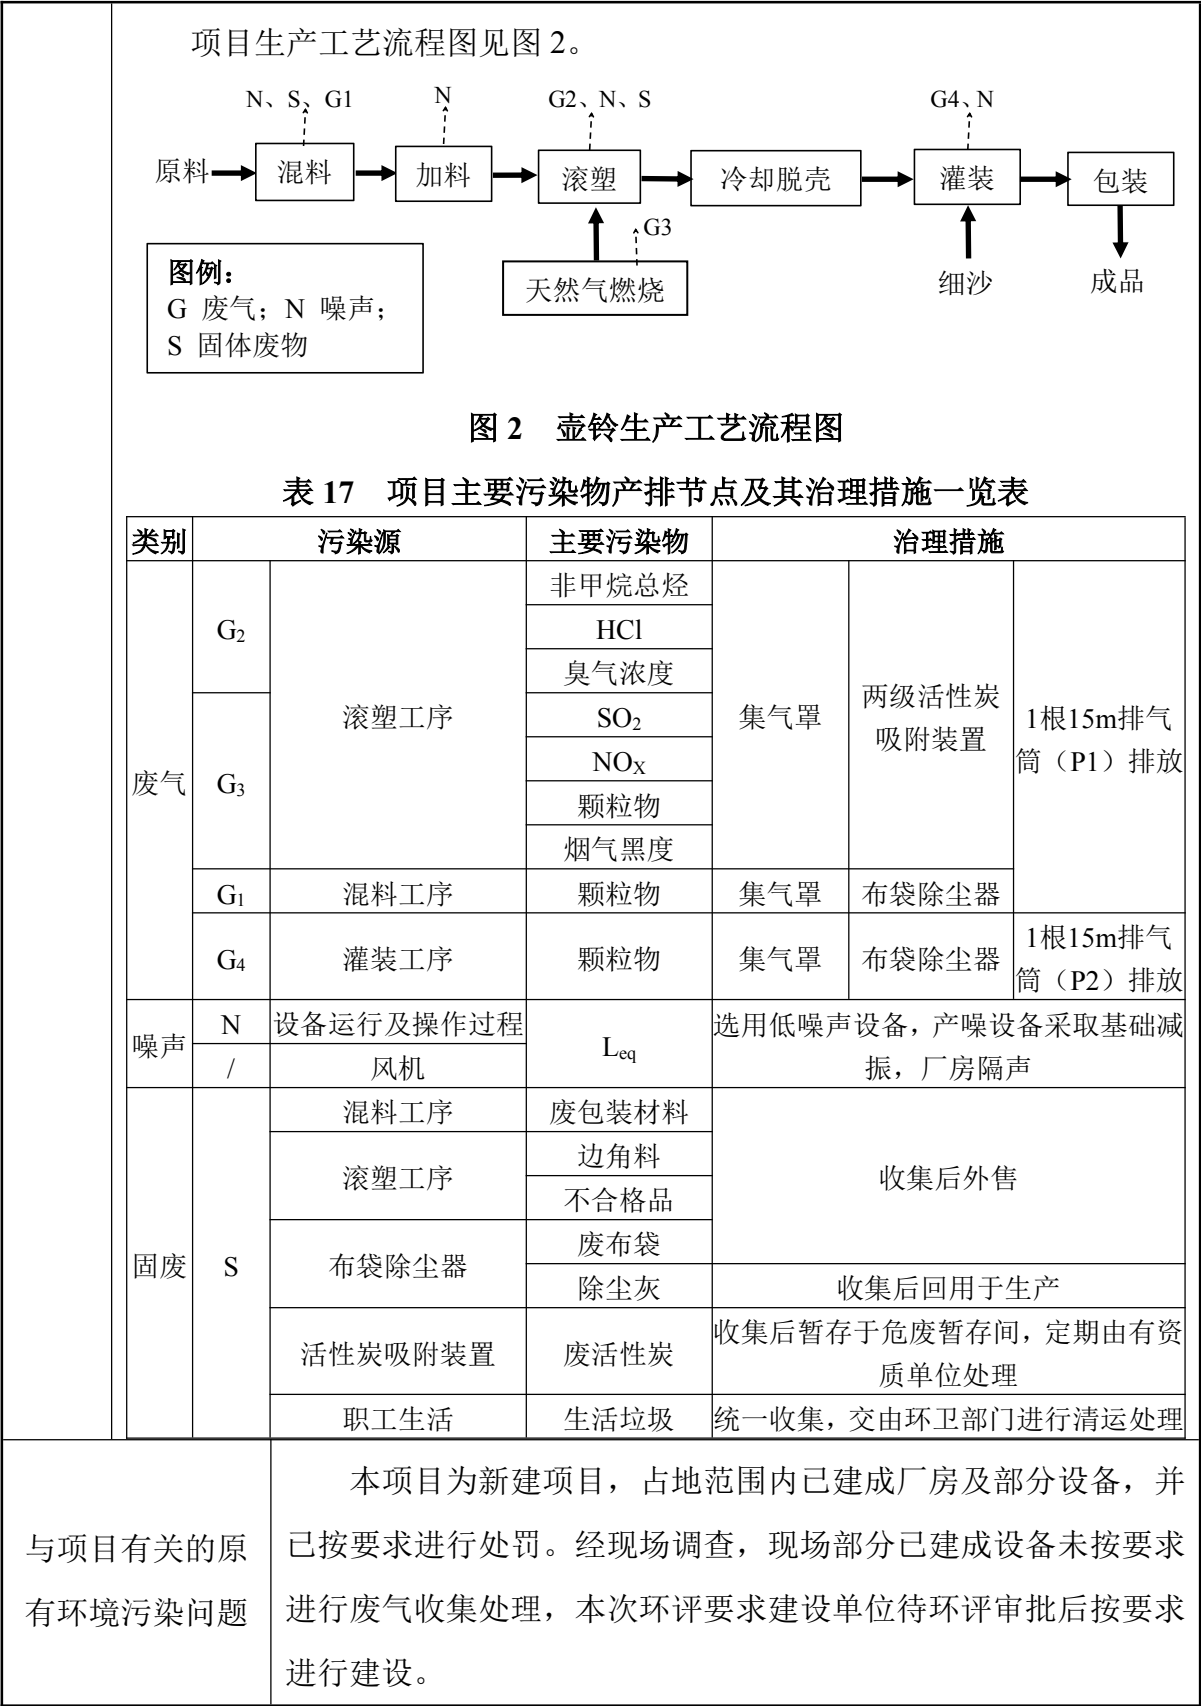 项目生产工艺流程图见图 2。
N、S、G1
N
G2、N、S
G4、N
原料
混料
加料
滚塑
冷却脱壳
灌装
包装
G3
天然气燃烧
细沙
成品
图例：
G 废气；N 噪声；
S 固体废物
图 2 壶铃生产工艺流程图
表 17 项目主要污染物产排节点及其治理措施一览表
类别 污染源 主要污染物 治理措施
废气
G2
滚塑工序
非甲烷总烃
HCl
臭气浓度
G3
SO2
NOX
颗粒物
烟气黑度
集气罩
两级活性炭
吸附装置
1根15m排气
筒（P1）排放
G1 混料工序 颗粒物 集气罩 布袋除尘器
G4 灌装工序 颗粒物 集气罩 布袋除尘器
1根15m排气
筒（P2）排放
噪声
N 设备运行及操作过程
/ 风机
Leq
选用低噪声设备，产噪设备采取基础减
振，厂房隔声
固废
S
混料工序 废包装材料
滚塑工序
边角料
不合格品
收集后外售
布袋除尘器
废布袋
除尘灰 收集后回用于生产
活性炭吸附装置 废活性炭
收集后暂存于危废暂存间，定期由有资
质单位处理
职工生活 生活垃圾 统一收集，交由环卫部门进行清运处理
与项目有关的原
有环境污染问题
本项目为新建项目，占地范围内已建成厂房及部分设备，并
已按要求进行处罚。经现场调查，现场部分已建成设备未按要求
进行废气收集处理，本次环评要求建设单位待环评审批后按要求
进行建设。